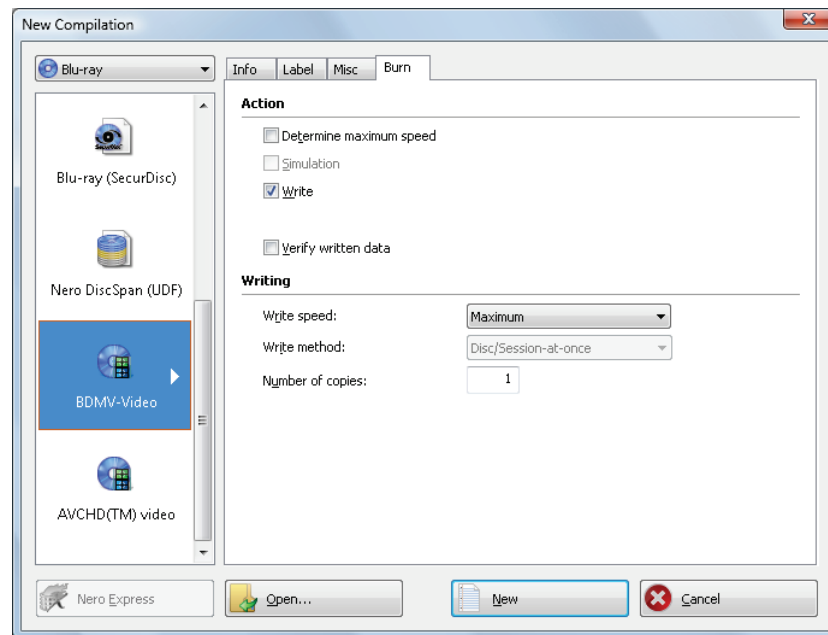 New Compilation
Blu-ray
Info Label Misc Burn
Blu-ray (SecurDisc)
Nero DiscSpan (UDF)
BDMV-Video
AVCHD(TM) video
Action
Determine maximum speed
Simulation
Write
Verify written data
Writing
Write speed: Maximum
Write method: Disc/Session-at-once
Number of copies: 1
Nero Express Open... New Cancel